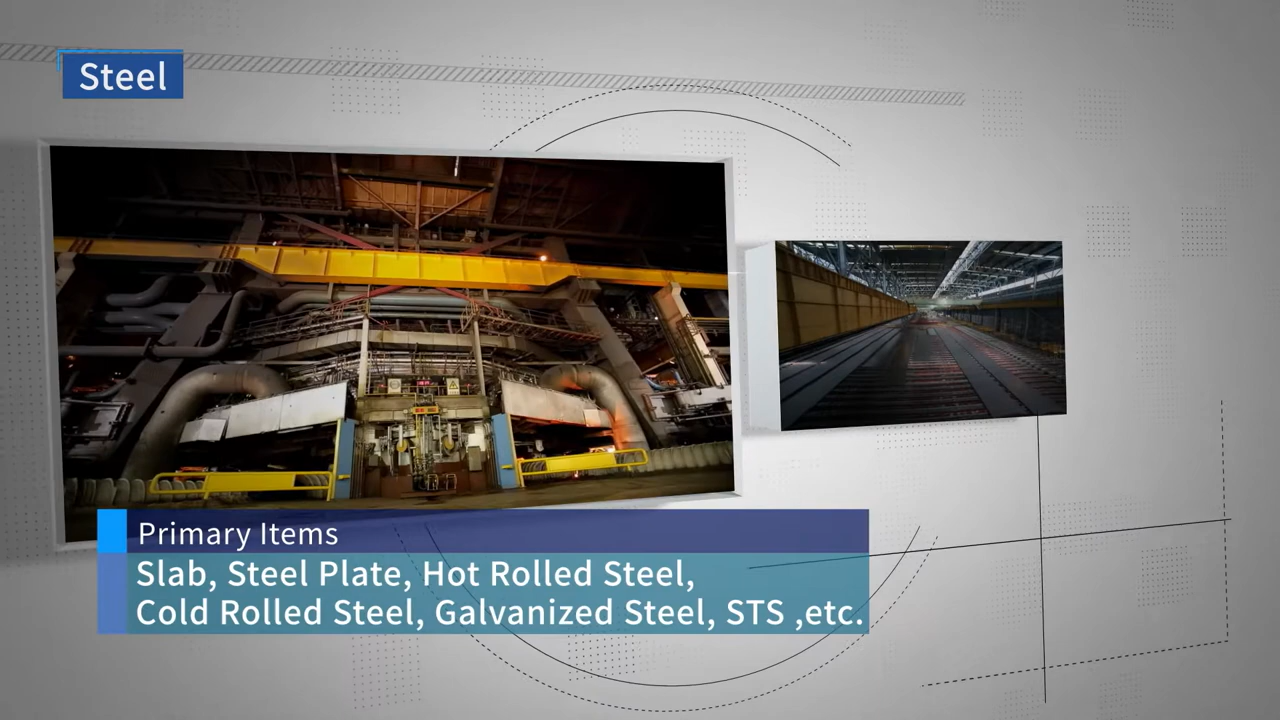 Steel
Primary Items
Slab, Steel Plate, Hot Rolled Steel,
Cold Rolled Steel, Galvanized Steel, STS ,etc.